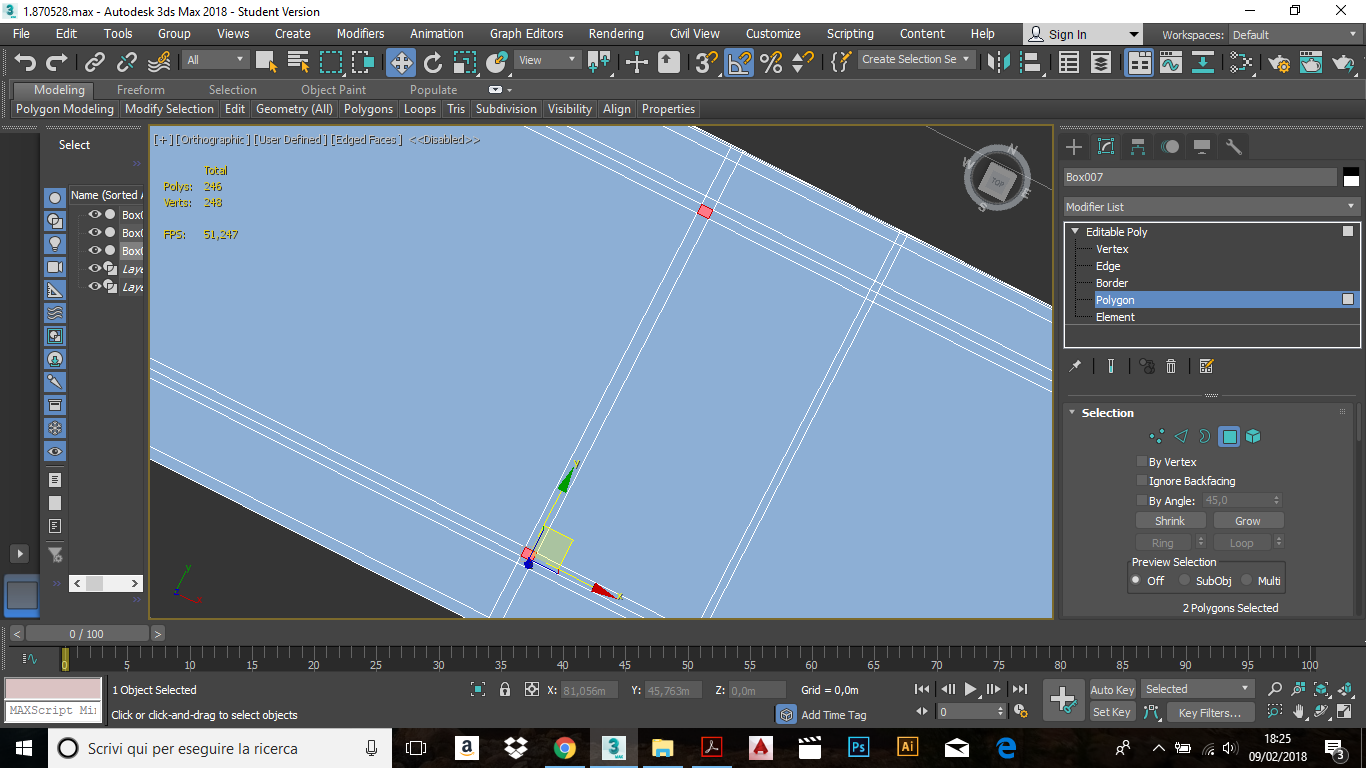 1.870528.max - Autodesk 3ds Max 2018 - Student Version
File Edit Tools Group Views Create Modifiers Animation Graph Editors Rendering Civil View Customize Scripting Content Help Sign In Workspaces: Default
All View Create Selection Se
Modeling Freeform Selection Object Paint Populate
Polygon Modeling Modify Selection Edit Geometry (All) Polygons Loops Tris Subdivision Visibility Align Properties
Select
Name (Sorted A
Box0
Box0
Box0
Laye
Laye
[+] [Orthographic] [User Defined] [Edged Faces] <<Disabled>>
Total
Polys: 246
Verts: 248
FPS: 51,247
N
W
TOP
E
S
y
x
y
x
Box007
Modifier List
Editable Poly
Vertex
Edge
Border
Polygon
Element
Selection
By Vertex
Ignore Backfacing
By Angle: 45,0
Shrink Grow
Ring Loop
Preview Selection
Off SubObj Multi
2 Polygons Selected
< 0 / 100 >
0 5 10 15 20 25 30 35 40 45 50 55 60 65 70 75 80 85 90 95 100
1 Object Selected X: 81,056m Y: 45,763m Z: 0,0m Grid = 0,0m
MAXScript Min
Click or click-and-drag to select objects
Add Time Tag
0
Auto Key Selected
Set Key Key Filters...
Scrivi qui per eseguire la ricerca
18:25
09/02/2018
3